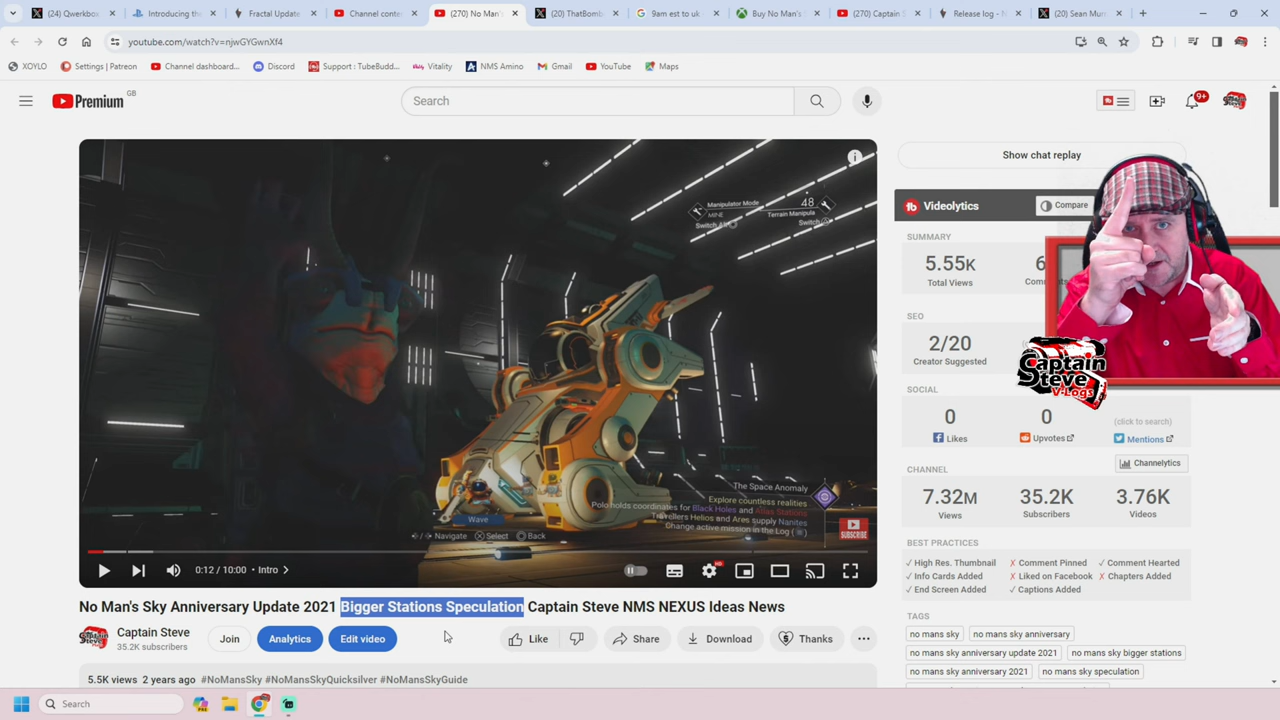 (24) Qwerkboa
Introducing the
Fractal Update
Channel conten
(270) No Man's
(20) ThatBomb
9am est to uk
Buy No Man's S
(270) Captain S
Release log - N
(20) Sean Murr
youtube.com/watch?v=njwGYGwnXf4
XOYLO
Settings | Patreon
Channel dashboard...
Discord
Support : TubeBudd...
Vitality
NMS Amino
Gmail
YouTube
Maps
Premium GB
Search
9+
Show chat replay
Manipulator Mode
MINE
48
Terrain Manipula
Videolytics
Compare
SUMMARY
5.55K
Total Views
SEO
2/20
Creator Suggested
Captain
Steve
V-Logs
SOCIAL
0
Likes
0
Upvotes
(click to search)
Mentions
Channelytics
CHANNEL
7.32M
Views
35.2K
Subscribers
3.76K
Videos
The Space Anomaly
Explore countless realities
Polo holds coordinates for Black Holes and Atlas Stations
Travellers Helios and Ares supply Nanites
Change active mission in the Log
Wave
Navigate
Select
Back
SUBSCRIBE
0:12 / 10:00 • Intro
BEST PRACTICES
High Res. Thumbnail
Comment Pinned
Comment Hearted
Info Cards Added
Liked on Facebook
Chapters Added
End Screen Added
Captions Added
No Man's Sky Anniversary Update 2021 Bigger Stations Speculation Captain Steve NMS NEXUS Ideas News
Captain Steve
35.2K subscribers
Join
Analytics
Edit video
Like
Share
Download
Thanks
TAGS
no mans sky
no mans sky anniversary
no mans sky anniversary update 2021
no mans sky bigger stations
no mans sky anniversary 2021
no mans sky speculation
5.5K views 2 years ago #NoMansSky
Search